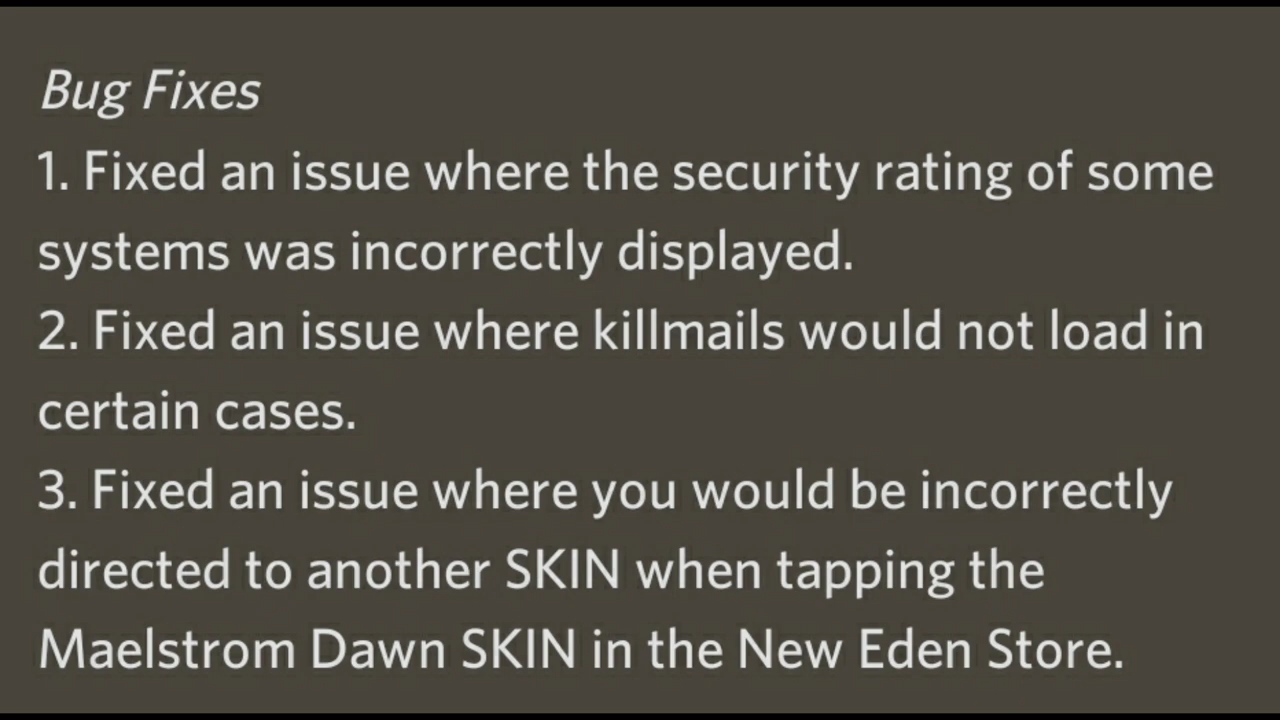 Bug Fixes
1. Fixed an issue where the security rating of some
systems was incorrectly displayed.
2. Fixed an issue where killmails would not load in
certain cases.
3. Fixed an issue where you would be incorrectly
directed to another SKIN when tapping the
Maelstrom Dawn SKIN in the New Eden Store.